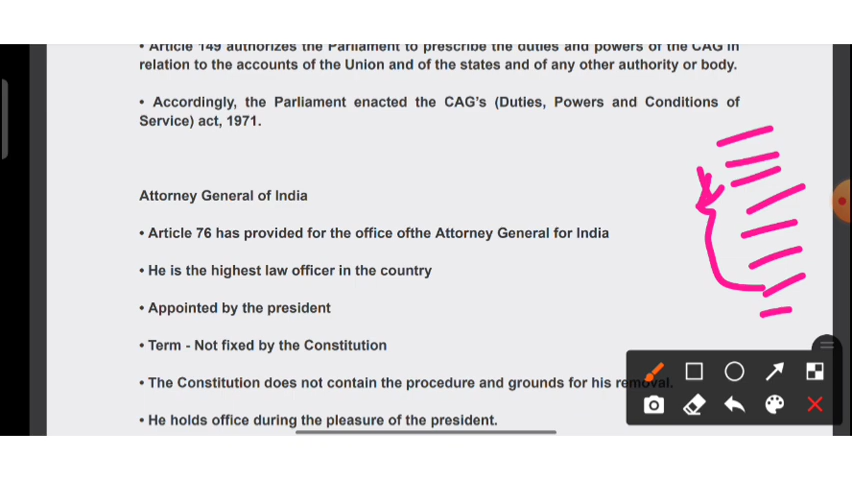 • Article 149 authorizes the Parliament to prescribe the duties and powers of the CAG in
relation to the accounts of the Union and of the states and of any other authority or body.
• Accordingly, the Parliament enacted the CAG's (Duties, Powers and Conditions of
Service) act, 1971.
Attorney General of India
• Article 76 has provided for the office ofthe Attorney General for India
• He is the highest law officer in the country
• Appointed by the president
• Term - Not fixed by the Constitution
• The Constitution does not contain the procedure and grounds for his removal.
• He holds office during the pleasure of the president.